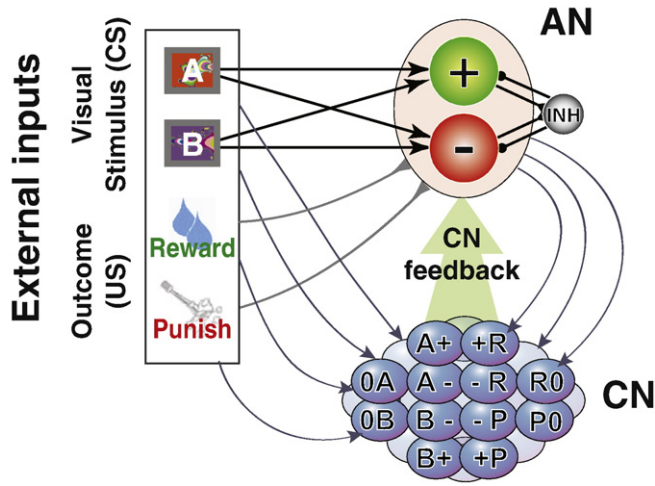 External inputs
Visual
Stimulus (CS)
Outcome
(US)
A
B
Reward
Punish
AN
+
-
INH
CN
feedback
CN
A+ +R
0A A - - R R0
0B B - - P P0
B+ +P